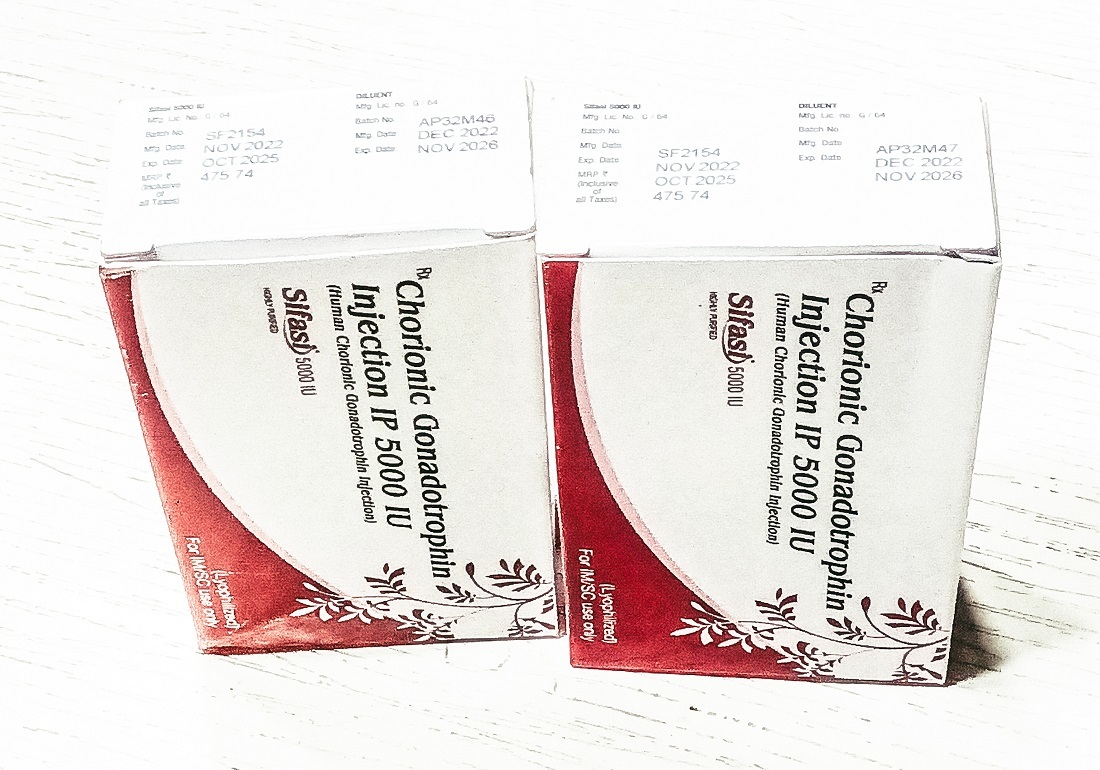 Sifasi 5000 IU
Mfg. Lic. no. G / 64
Batch No. SF2154
Mfg. Date NOV 2022
Exp. Date OCT 2025
MRP ₹ 475.74
(Inclusive
of
all Taxes)
DILUENT
Mfg. Lic. no. G / 64
Batch No. AP32M46
Mfg. Date DEC 2022
Exp. Date NOV 2026
Rx
Chorionic Gonadotrophin
Injection IP 5000 IU
(Human Chorionic Gonadotrophin Injection)
Sifasi 5000 IU
HIGHLY PURIFIED
(Lyophilized)
For IM/SC use only
Sifasi 5000 IU
Mfg. Lic. no. G / 64
Batch No. SF2154
Mfg. Date NOV 2022
Exp. Date OCT 2025
MRP ₹ 475.74
(Inclusive
of
all Taxes)
DILUENT
Mfg. Lic. no. G / 64
Batch No. AP32M47
Mfg. Date DEC 2022
Exp. Date NOV 2026
Rx
Chorionic Gonadotrophin
Injection IP 5000 IU
(Human Chorionic Gonadotrophin Injection)
Sifasi 5000 IU
HIGHLY PURIFIED
(Lyophilized)
For IM/SC use only